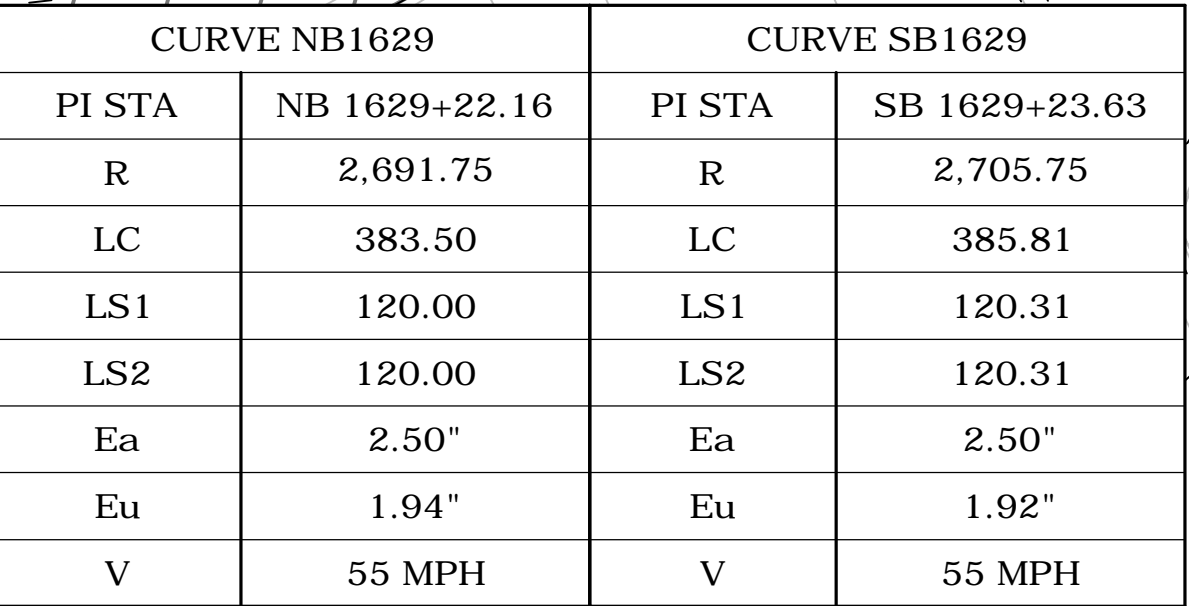 CURVE NB1629 CURVE SB1629
PI STA NB 1629+22.16 PI STA SB 1629+23.63
R 2,691.75 R 2,705.75
LC 383.50 LC 385.81
LS1 120.00 LS1 120.31
LS2 120.00 LS2 120.31
Ea 2.50" Ea 2.50"
Eu 1.94" Eu 1.92"
V 55 MPH V 55 MPH